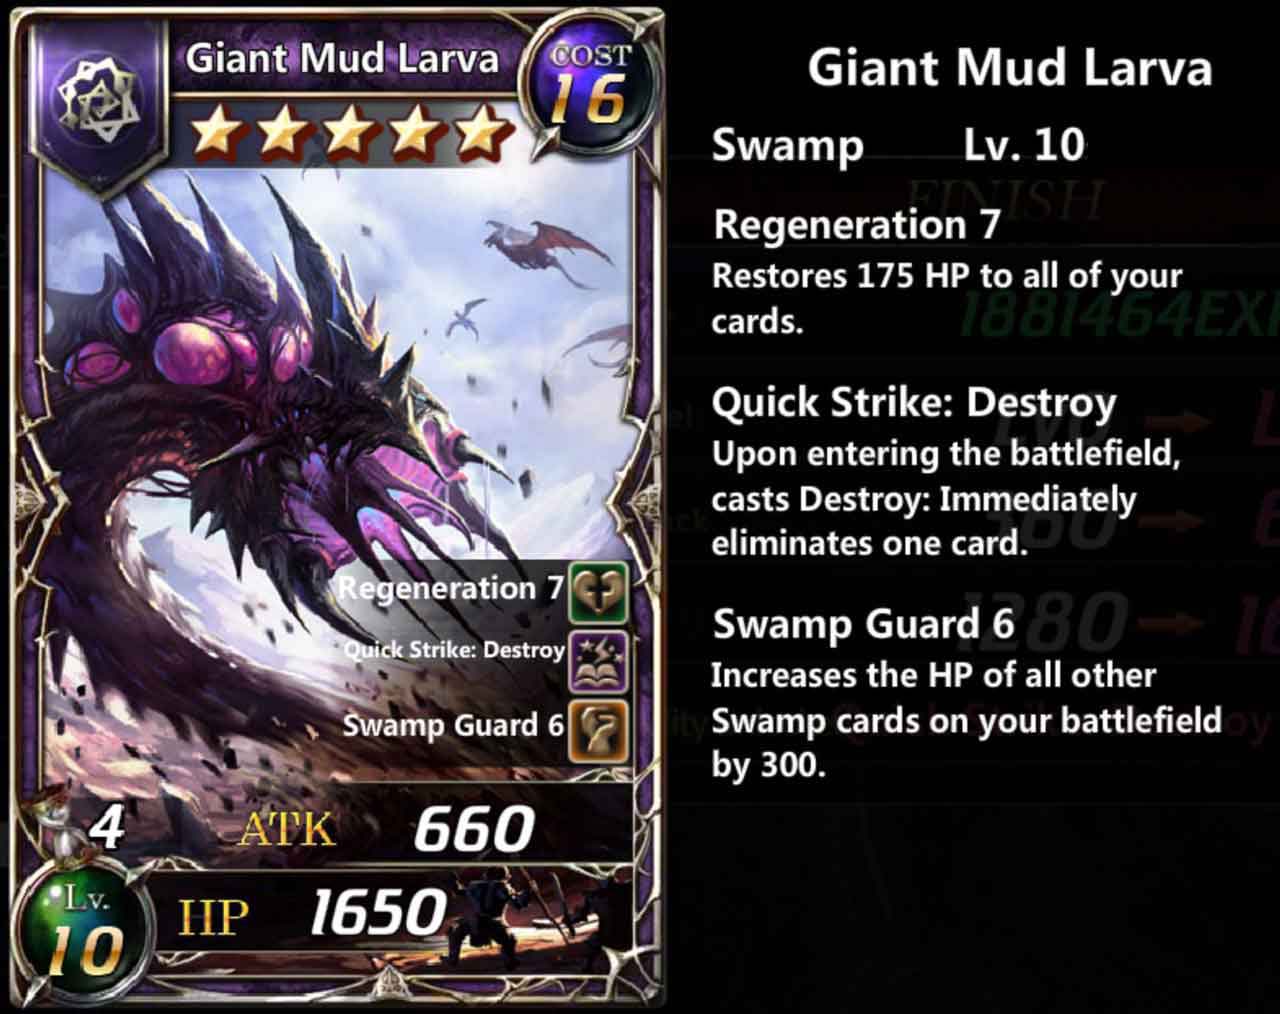 Giant Mud Larva
COST
16
Regeneration 7
Quick Strike: Destroy
Swamp Guard 6
4 ATK 660
Lv.
10
HP 1650
Giant Mud Larva
Swamp Lv. 10
FINISH
Regeneration 7
Restores 175 HP to all of your
cards.
1881464EX
Quick Strike: Destroy
Upon entering the battlefield,
casts Destroy: Immediately
eliminates one card.
Swamp Guard 6
1280
Increases the HP of all other
Swamp cards on your battlefield
by 300.